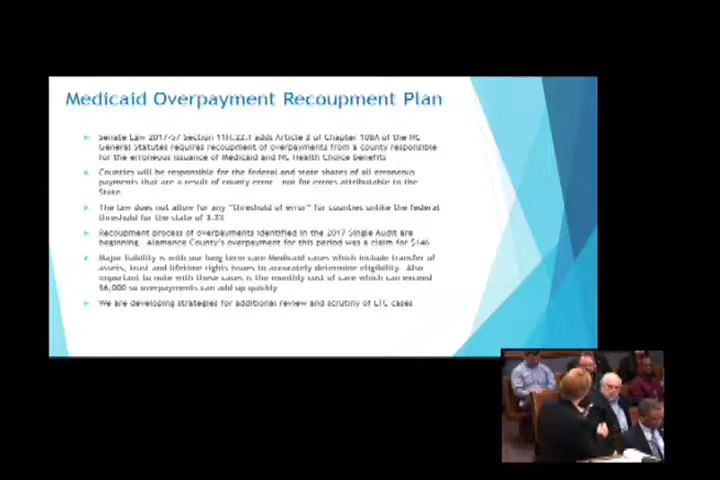 Medicaid Overpayment Recoupment Plan
Senate Law 2017-57 Section 11H.22.f adds Article 2 of Chapter 108A of the NC
General Statutes requires recoupment of overpayments from a county responsible
for the erroneous issuance of Medicaid and NC Health Choice benefits
Counties will be responsible for the federal and state shares of all erroneous
payments that are a result of county error not for errors attributable to the
State.
The law does not allow for any "threshold of error" for counties unlike the federal
threshold for the state of 3.2%
Recoupment process of overpayments identified in the 2017 Single Audit are
beginning. Alamance County's overpayment for this period was a claim for $146
Major liability is with our long term care Medicaid cases which include transfer of
assets, trust and lifetime rights issues to accurately determine eligibility. Also
important to note with these cases is the monthly cost of care which can exceed
$6,000 so overpayments can add up quickly
We are developing strategies for additional review and scrutiny of LTC cases